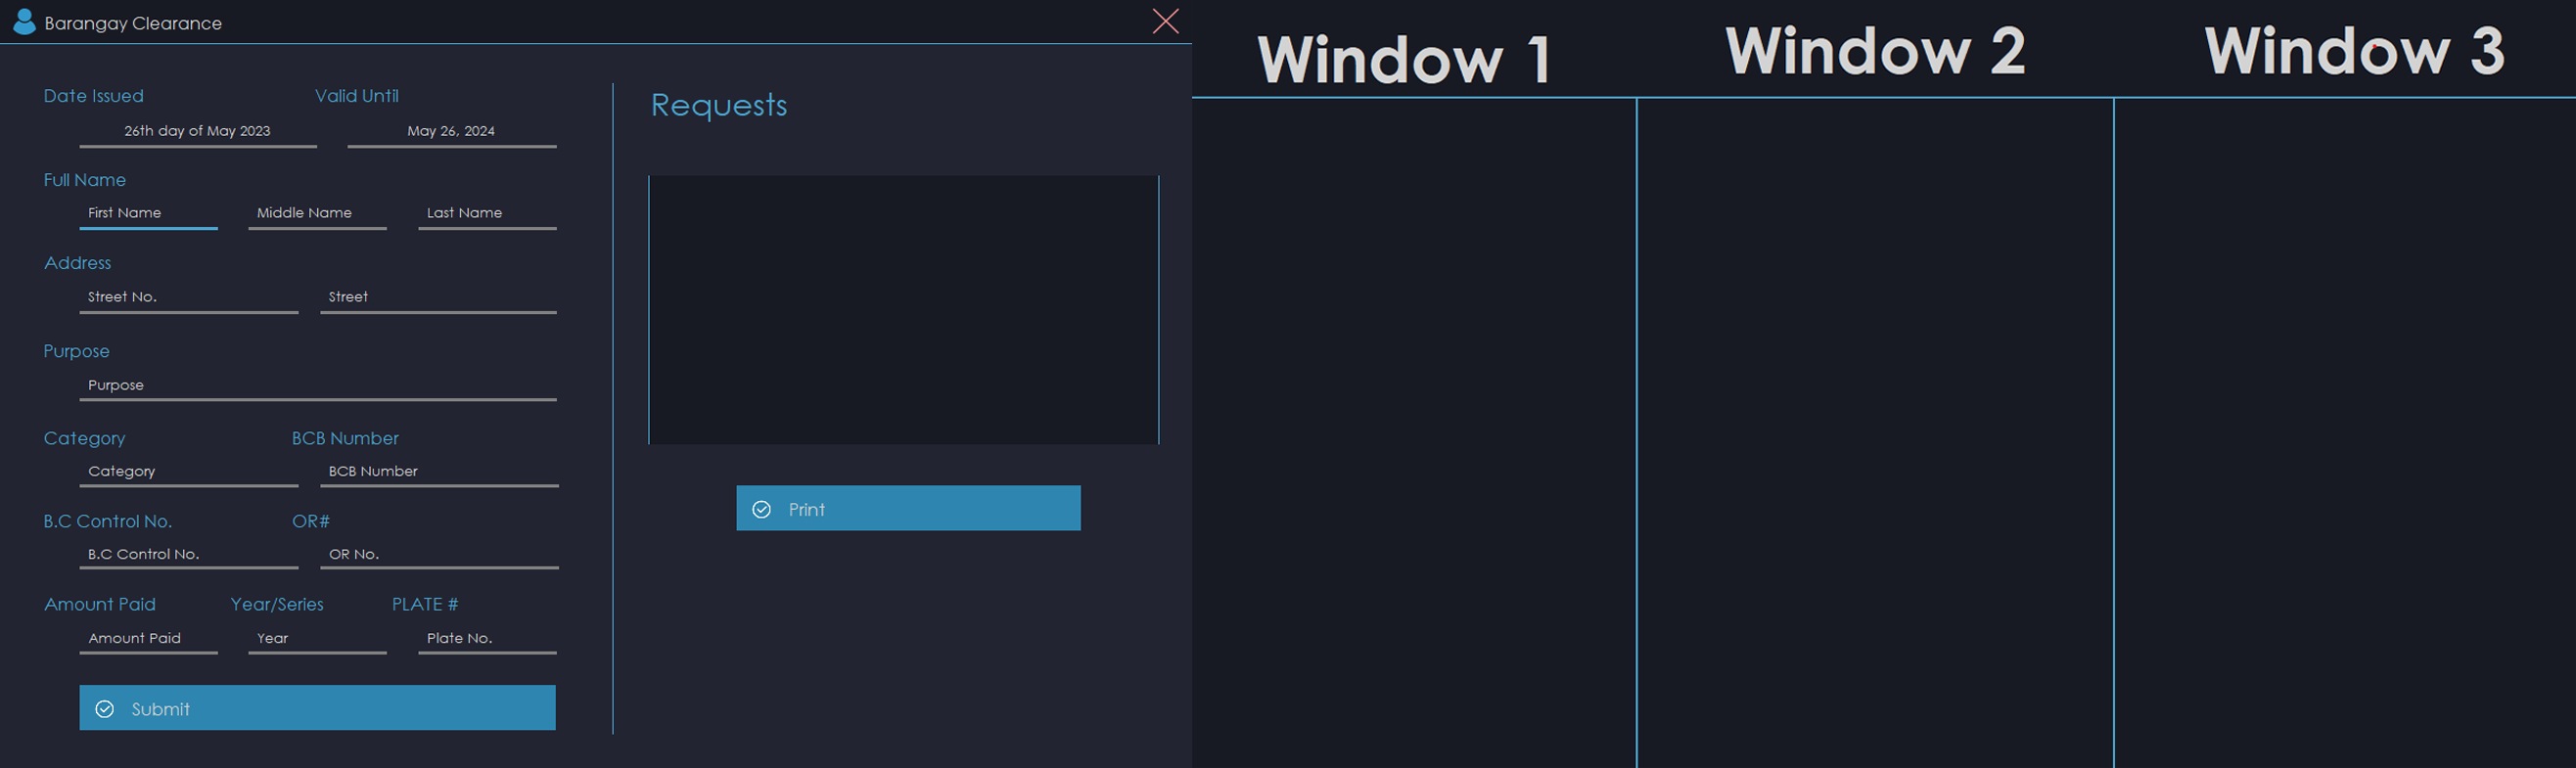 Barangay Clearance
Date Issued Valid Until
26th day of May 2023 May 26, 2024
Full Name
First Name Middle Name Last Name
Address
Street No. Street
Purpose
Purpose
Category BCB Number
Category BCB Number
B.C Control No. OR#
B.C Control No. OR No.
Amount Paid Year/Series PLATE #
Amount Paid Year Plate No.
Submit
Requests
Print
Window 1 Window 2 Window 3